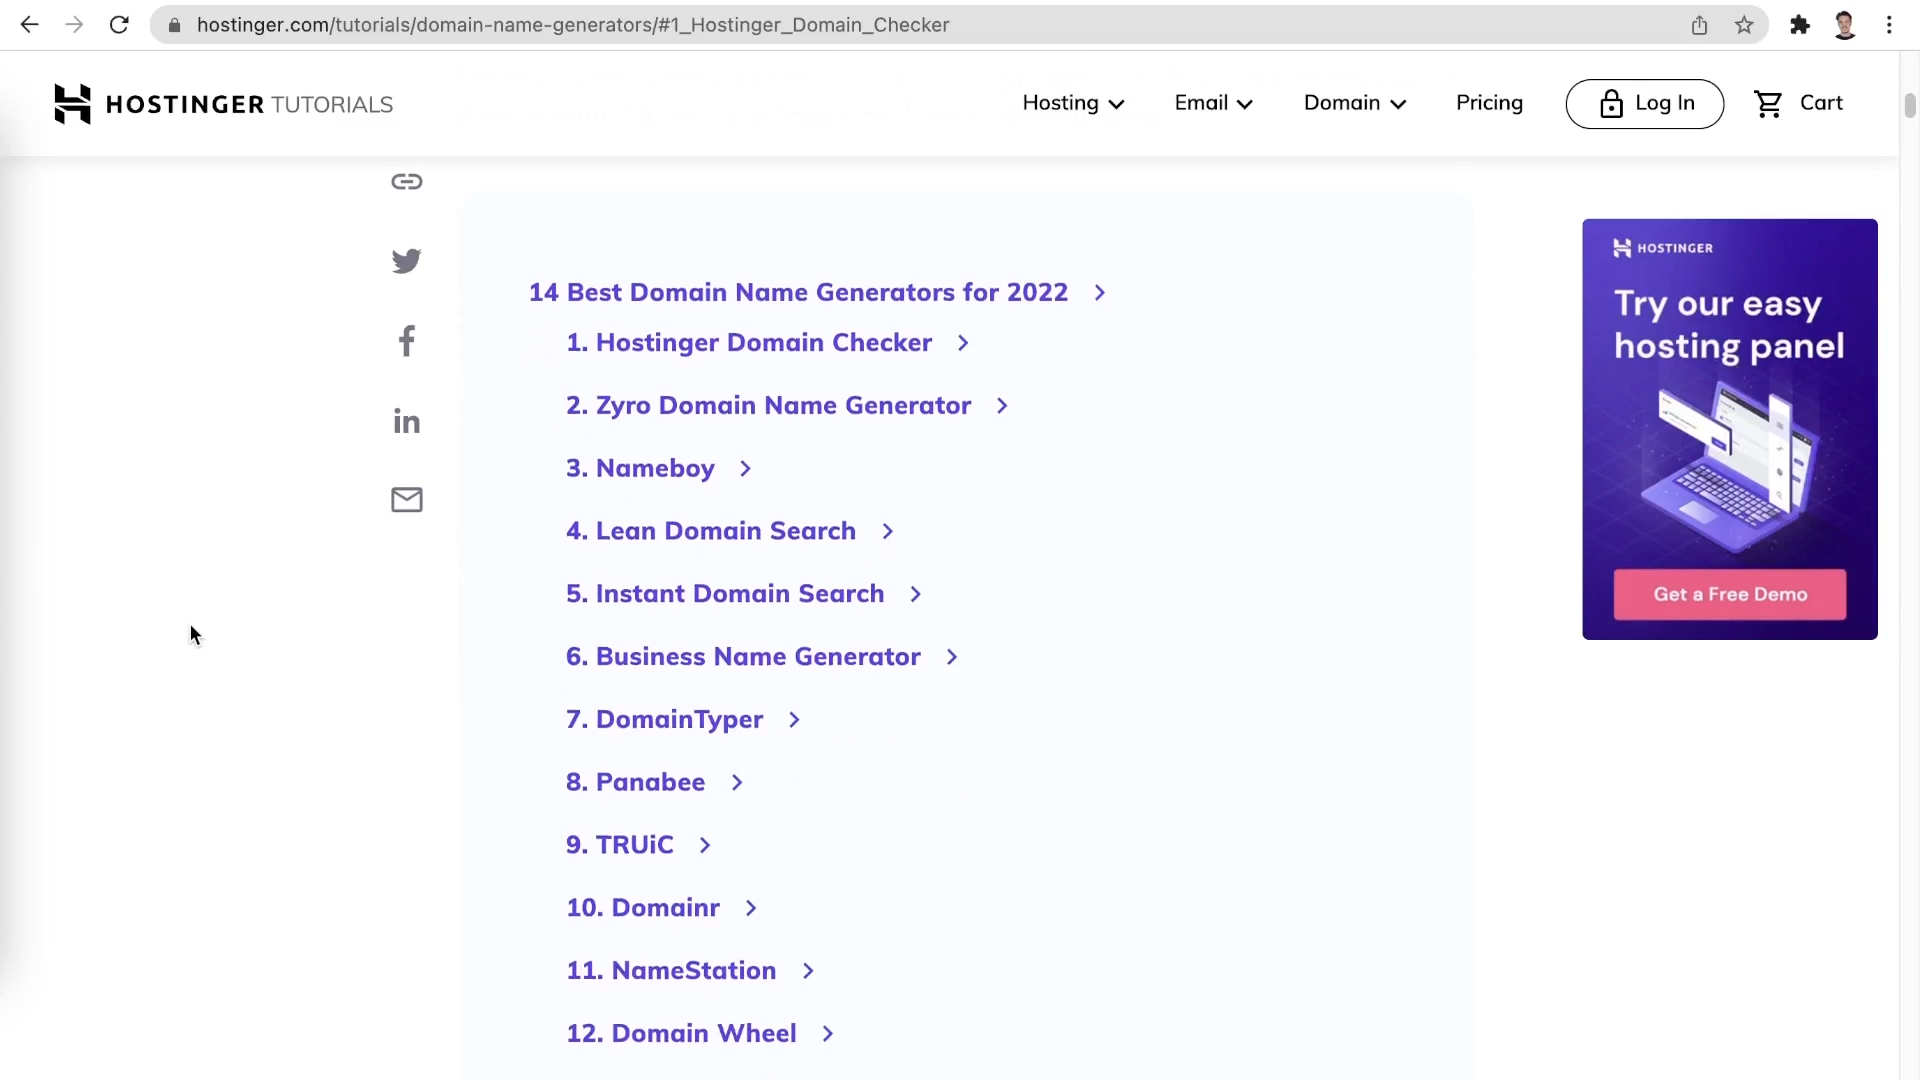 hostinger.com/tutorials/domain-name-generators/#1_Hostinger_Domain_Checker
HOSTINGER TUTORIALS
Hosting
Email
Domain
Pricing
Log In
Cart
14 Best Domain Name Generators for 2022
1. Hostinger Domain Checker
2. Zyro Domain Name Generator
3. Nameboy
4. Lean Domain Search
5. Instant Domain Search
6. Business Name Generator
7. DomainTyper
8. Panabee
9. TRUiC
10. Domainr
11. NameStation
12. Domain Wheel
HOSTINGER
Try our easy
hosting panel
Get a Free Demo